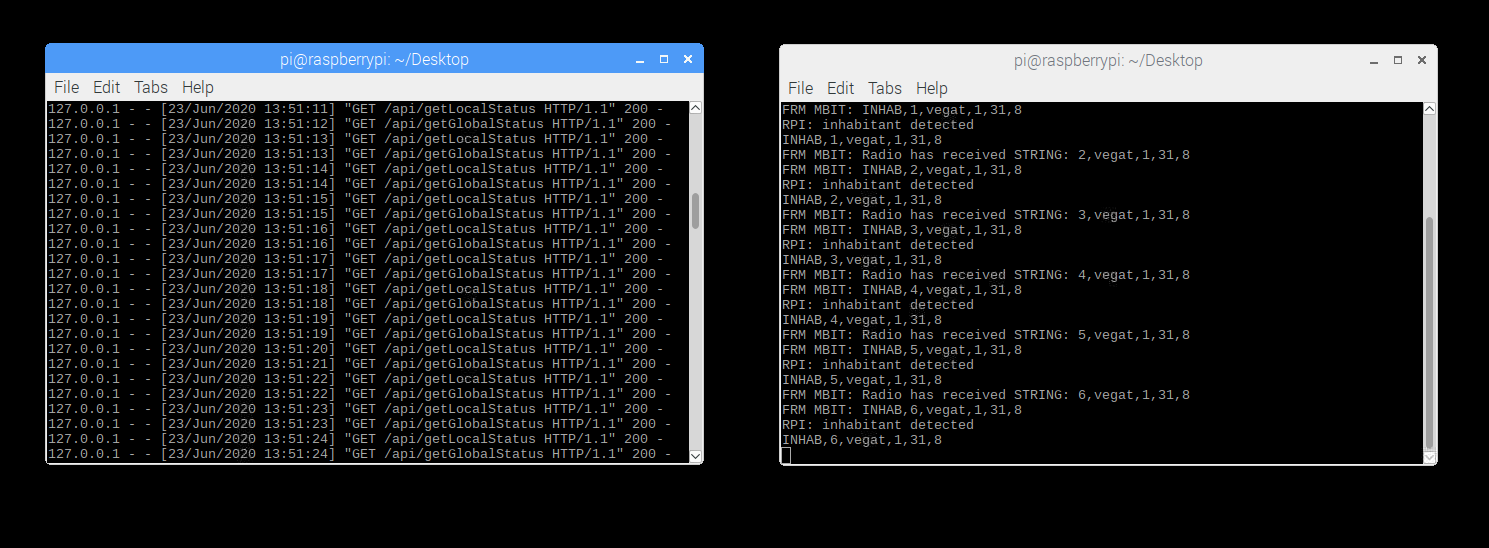 pi@raspberrypi: ~/Desktop
File Edit Tabs Help
127.0.0.1 - - [23/Jun/2020 13:51:11] "GET /api/getLocalStatus HTTP/1.1" 200 -
127.0.0.1 - - [23/Jun/2020 13:51:12] "GET /api/getGlobalStatus HTTP/1.1" 200 -
127.0.0.1 - - [23/Jun/2020 13:51:13] "GET /api/getLocalStatus HTTP/1.1" 200 -
127.0.0.1 - - [23/Jun/2020 13:51:13] "GET /api/getGlobalStatus HTTP/1.1" 200 -
127.0.0.1 - - [23/Jun/2020 13:51:14] "GET /api/getLocalStatus HTTP/1.1" 200 -
127.0.0.1 - - [23/Jun/2020 13:51:14] "GET /api/getGlobalStatus HTTP/1.1" 200 -
127.0.0.1 - - [23/Jun/2020 13:51:15] "GET /api/getLocalStatus HTTP/1.1" 200 -
127.0.0.1 - - [23/Jun/2020 13:51:15] "GET /api/getGlobalStatus HTTP/1.1" 200 -
127.0.0.1 - - [23/Jun/2020 13:51:16] "GET /api/getLocalStatus HTTP/1.1" 200 -
127.0.0.1 - - [23/Jun/2020 13:51:16] "GET /api/getGlobalStatus HTTP/1.1" 200 -
127.0.0.1 - - [23/Jun/2020 13:51:17] "GET /api/getLocalStatus HTTP/1.1" 200 -
127.0.0.1 - - [23/Jun/2020 13:51:17] "GET /api/getGlobalStatus HTTP/1.1" 200 -
127.0.0.1 - - [23/Jun/2020 13:51:18] "GET /api/getLocalStatus HTTP/1.1" 200 -
127.0.0.1 - - [23/Jun/2020 13:51:18] "GET /api/getGlobalStatus HTTP/1.1" 200 -
127.0.0.1 - - [23/Jun/2020 13:51:19] "GET /api/getLocalStatus HTTP/1.1" 200 -
127.0.0.1 - - [23/Jun/2020 13:51:19] "GET /api/getGlobalStatus HTTP/1.1" 200 -
127.0.0.1 - - [23/Jun/2020 13:51:20] "GET /api/getLocalStatus HTTP/1.1" 200 -
127.0.0.1 - - [23/Jun/2020 13:51:21] "GET /api/getGlobalStatus HTTP/1.1" 200 -
127.0.0.1 - - [23/Jun/2020 13:51:22] "GET /api/getLocalStatus HTTP/1.1" 200 -
127.0.0.1 - - [23/Jun/2020 13:51:22] "GET /api/getGlobalStatus HTTP/1.1" 200 -
127.0.0.1 - - [23/Jun/2020 13:51:23] "GET /api/getLocalStatus HTTP/1.1" 200 -
127.0.0.1 - - [23/Jun/2020 13:51:23] "GET /api/getGlobalStatus HTTP/1.1" 200 -
127.0.0.1 - - [23/Jun/2020 13:51:24] "GET /api/getLocalStatus HTTP/1.1" 200 -
127.0.0.1 - - [23/Jun/2020 13:51:24] "GET /api/getGlobalStatus HTTP/1.1" 200 -
pi@raspberrypi: ~/Desktop
File Edit Tabs Help
FRM MBIT: INHAB,1,vegat,1,31,8
RPI: inhabitant detected
INHAB,1,vegat,1,31,8
FRM MBIT: Radio has received STRING: 2,vegat,1,31,8
FRM MBIT: INHAB,2,vegat,1,31,8
RPI: inhabitant detected
INHAB,2,vegat,1,31,8
FRM MBIT: Radio has received STRING: 3,vegat,1,31,8
FRM MBIT: INHAB,3,vegat,1,31,8
RPI: inhabitant detected
INHAB,3,vegat,1,31,8
FRM MBIT: Radio has received STRING: 4,vegat,1,31,8
FRM MBIT: INHAB,4,vegat,1,31,8
RPI: inhabitant detected
INHAB,4,vegat,1,31,8
FRM MBIT: Radio has received STRING: 5,vegat,1,31,8
FRM MBIT: INHAB,5,vegat,1,31,8
RPI: inhabitant detected
INHAB,5,vegat,1,31,8
FRM MBIT: Radio has received STRING: 6,vegat,1,31,8
FRM MBIT: INHAB,6,vegat,1,31,8
RPI: inhabitant detected
INHAB,6,vegat,1,31,8